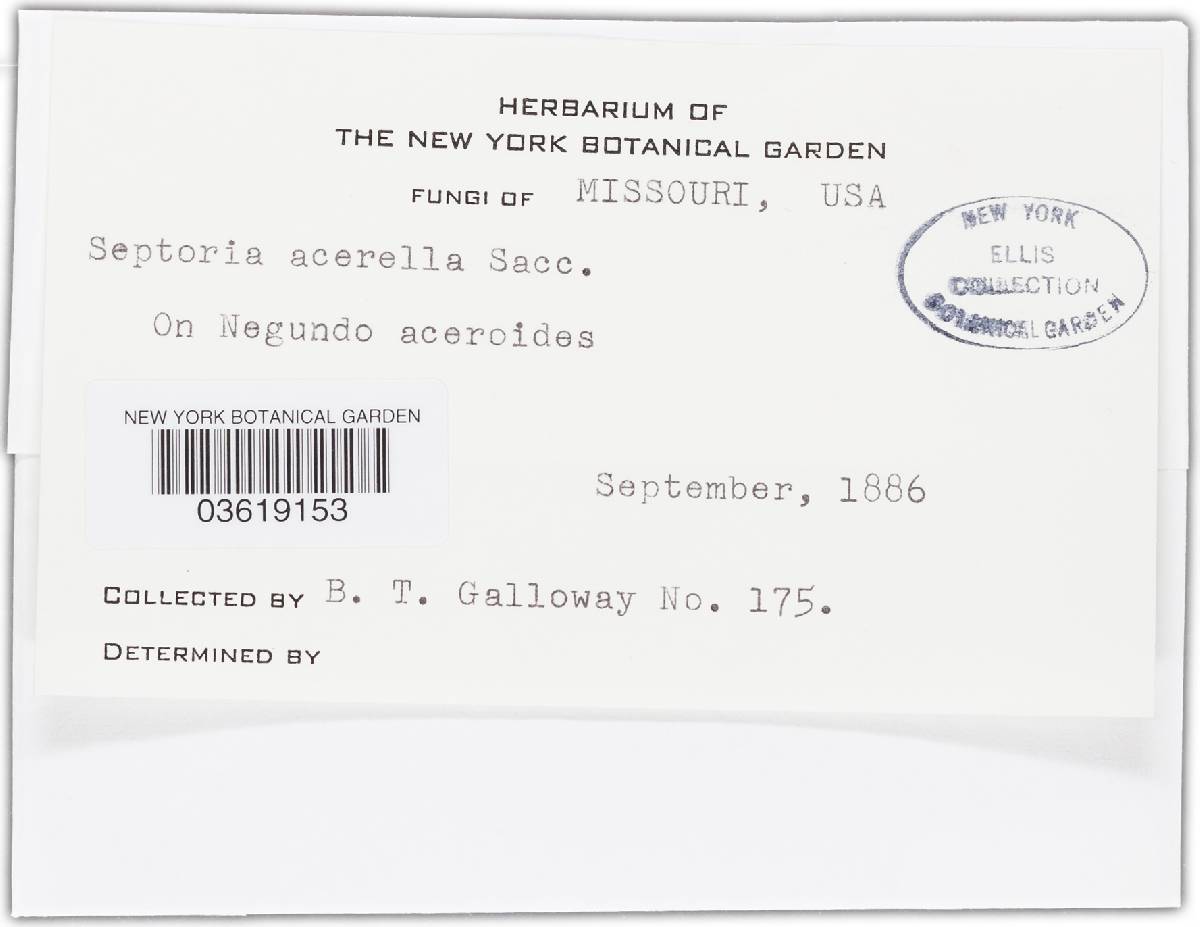 HERBARIUM OF
THE NEW YORK BOTANICAL GARDEN
FUNGI OF MISSOURI, USA
Septoria acerella Sacc.
On Negundo aceroides
NEW YORK
ELLIS
COLLECTION
BOTANICAL GARDEN
NEW YORK BOTANICAL GARDEN
03619153
September, 1886
COLLECTED BY B. T. Galloway No. 175.
DETERMINED BY